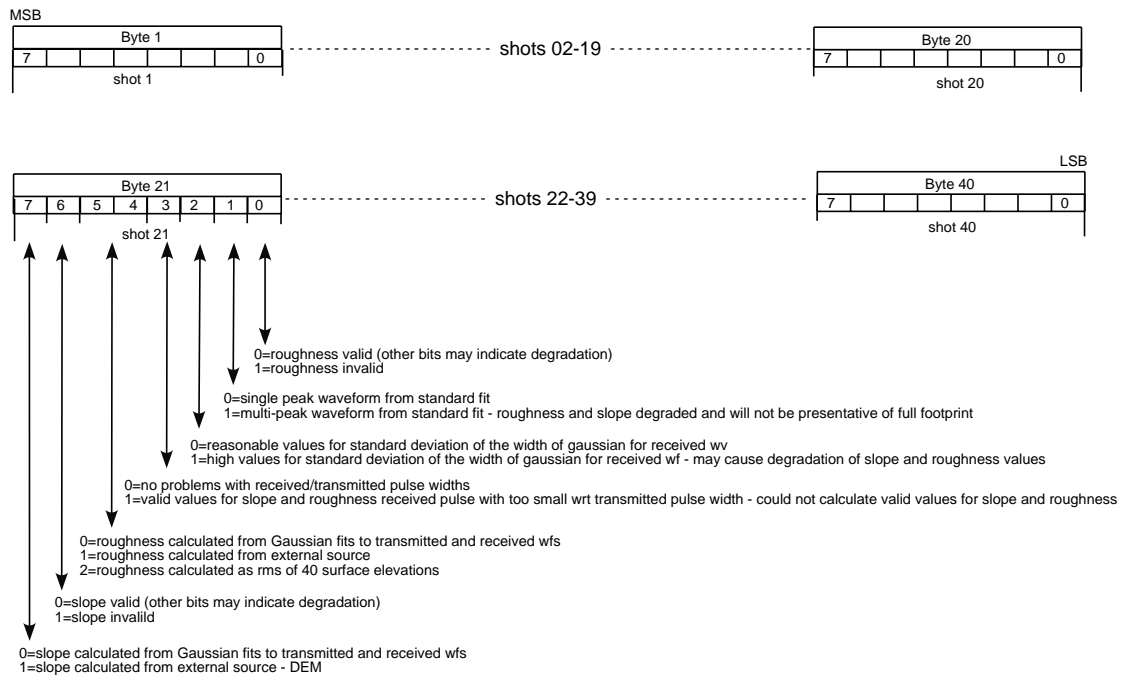 MSB
Byte 1
7 0
shot 1
shots 02-19
Byte 20
7 0
shot 20
LSB
Byte 21
7 6 5 4 3 2 1 0
shot 21
shots 22-39
Byte 40
7 0
shot 40
0=roughness valid (other bits may indicate degradation)
1=roughness invalid
0=single peak waveform from standard fit
1=multi-peak waveform from standard fit - roughness and slope degraded and will not be presentative of full footprint
0=reasonable values for standard deviation of the width of gaussian for received wv
1=high values for standard deviation of the width of gaussian for received wf - may cause degradation of slope and roughness values
0=no problems with received/transmitted pulse widths
1=valid values for slope and roughness received pulse with too small wrt transmitted pulse width - could not calculate valid values for slope and roughness
0=roughness calculated from Gaussian fits to transmitted and received wfs
1=roughness calculated from external source
2=roughness calculated as rms of 40 surface elevations
0=slope valid (other bits may indicate degradation)
1=slope invalild
0=slope calculated from Gaussian fits to transmitted and received wfs
1=slope calculated from external source - DEM